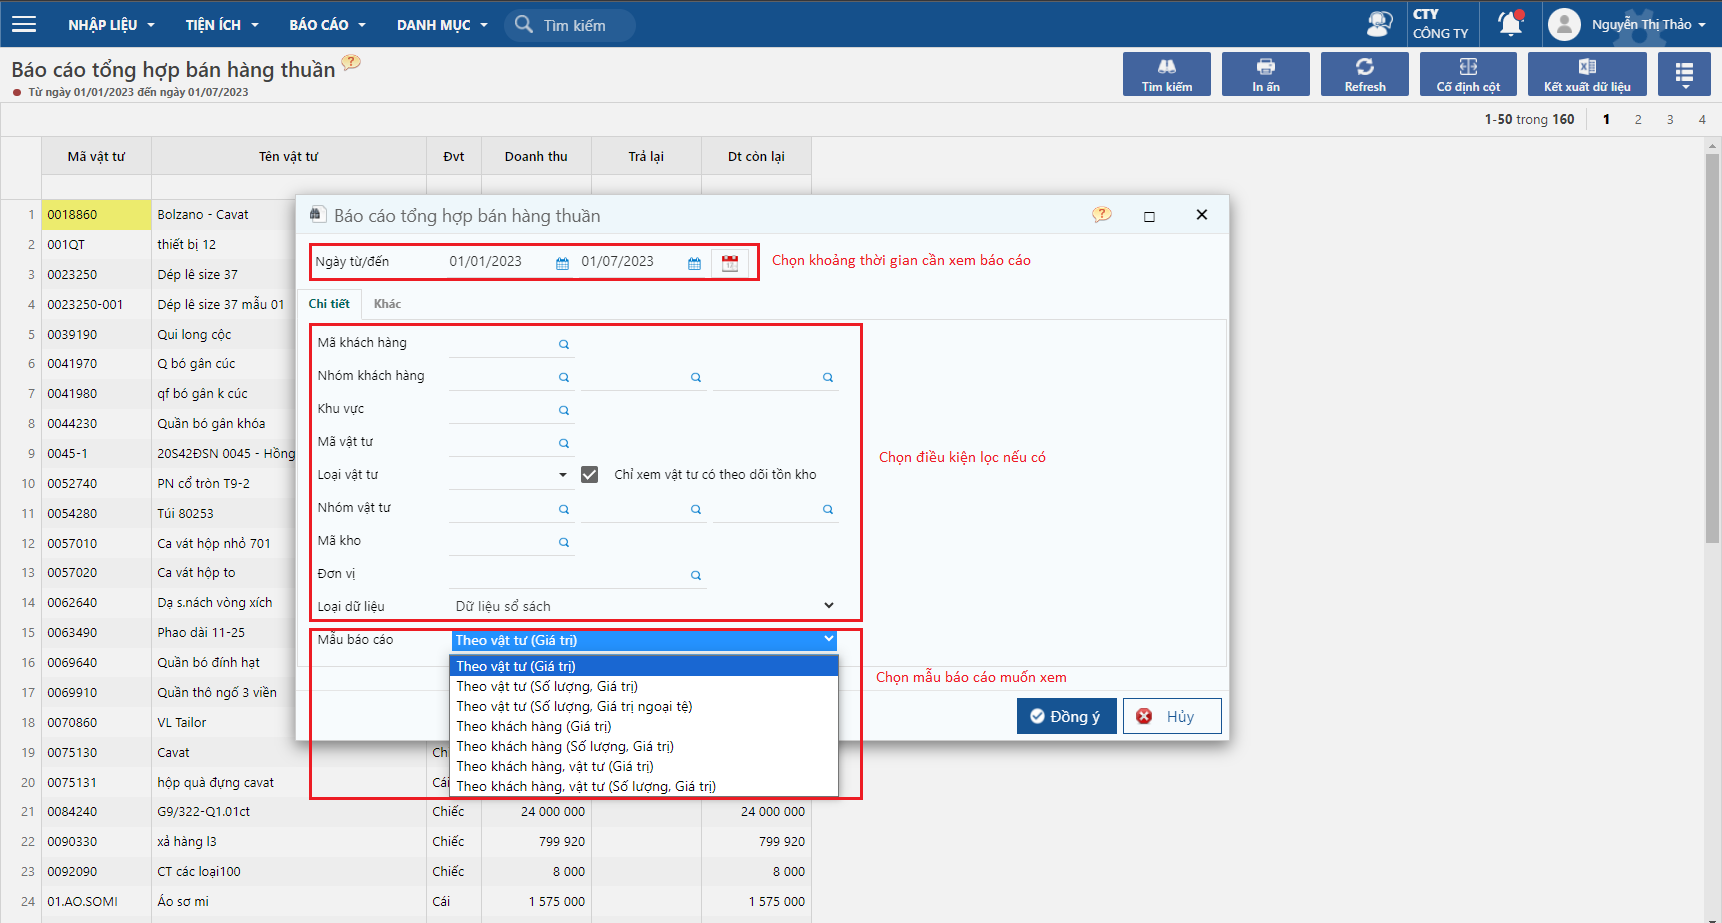 NHẬP LIỆU
TIỆN ÍCH
BÁO CÁO
DANH MỤC
Tìm kiếm
CTY
CÔNG TY
Nguyễn Thị Thảo
Báo cáo tổng hợp bán hàng thuần
?
Từ ngày 01/01/2023 đến ngày 01/07/2023
Tìm kiếm
In ấn
Refresh
Cố định cột
Kết xuất dữ liệu
1-50 trong 160
1 2 3 4
Mã vật tư Tên vật tư Đvt Doanh thu Trả lại Dt còn lại
1 0018860 Bolzano - Cavat
2 001QT thiết bị 12
3 0023250 Dép lê size 37
4 0023250-001 Dép lê size 37 mẫu 01
5 0039190 Qui long cộc
6 0041970 Q bó gân cúc
7 0041980 qf bó gân k cúc
8 0044230 Quần bó gân khóa
9 0045-1 20S42ĐSN 0045 - Hồng
10 0052740 PN cổ tròn T9-2
11 0054280 Túi 80253
12 0057010 Ca vát hộp nhỏ 701
13 0057020 Ca vát hộp to
14 0062640 Dạ s.nách vòng xích
15 0063490 Phao dài 11-25
16 0069640 Quần bó đính hạt
17 0069910 Quần thô ngố 3 viền
18 0070860 VL Tailor
19 0075130 Cavat Ch
20 0075131 hộp quà đựng cavat Cái
21 0084240 G9/322-Q1.01ct Chiếc 24 000 000 24 000 000
22 0090330 xả hàng l3 Chiếc 799 920 799 920
23 0092090 CT các loại100 Chiếc 8 000 8 000
24 01.AO.SOMI Áo sơ mi Cái 1 575 000 1 575 000
Báo cáo tổng hợp bán hàng thuần
?
Ngày từ/đến 01/01/2023 01/07/2023
Chọn khoảng thời gian cần xem báo cáo
Chi tiết Khác
Mã khách hàng
Nhóm khách hàng
Khu vực
Mã vật tư
Loại vật tư Chỉ xem vật tư có theo dõi tồn kho
Nhóm vật tư
Mã kho
Đơn vị
Loại dữ liệu Dữ liệu sổ sách
Chọn điều kiện lọc nếu có
Mẫu báo cáo Theo vật tư (Giá trị)
Theo vật tư (Giá trị)
Theo vật tư (Số lượng, Giá trị)
Theo vật tư (Số lượng, Giá trị ngoại tệ)
Theo khách hàng (Giá trị)
Theo khách hàng (Số lượng, Giá trị)
Theo khách hàng, vật tư (Giá trị)
Theo khách hàng, vật tư (Số lượng, Giá trị)
Chọn mẫu báo cáo muốn xem
Đồng ý
Hủy